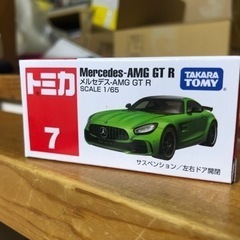 トミカ
7
Mercedes-AMG GT R
メルセデス-AMG GT R
SCALE 1/65
TAKARA
TOMY
サスペンション／左右ドア開閉